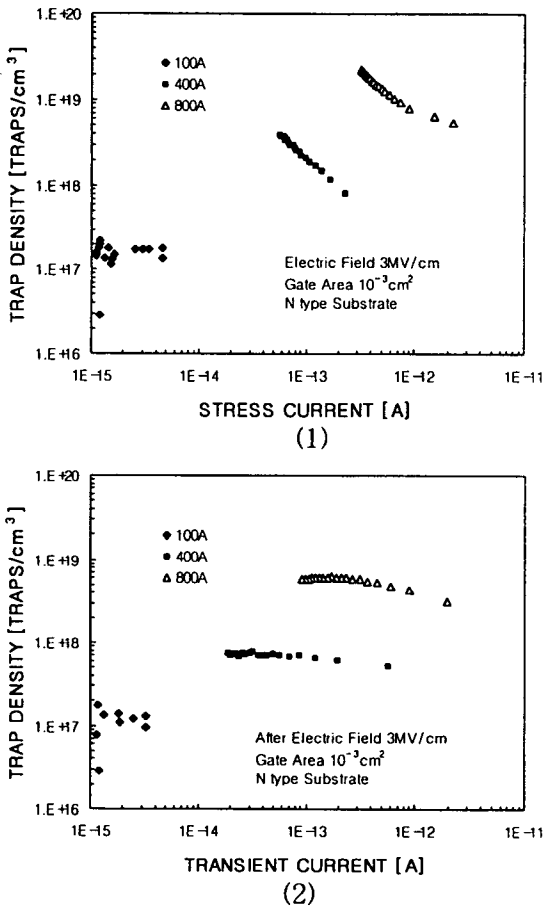 1.E +20
1.E +19
1.E +18
1.E +17
1.E +16
TRAP DENSITY [TRAPS/cm³]
100A
400A
800A
Electric Field 3MV/cm
Gate Area 10⁻³cm²
N type Substrate
1E-15 1E-14 1E-13 1E-12 1E-11
STRESS CURRENT [A]
(1)
1.E +20
1.E +19
1.E +18
1.E +17
1.E +16
TRAP DENSITY [TRAPS/cm³]
100A
400A
800A
After Electric Field 3MV/cm
Gate Area 10⁻³cm²
N type Substrate
1E-15 1E-14 1E-13 1E-12 1E-11
TRANSIENT CURRENT [A]
(2)